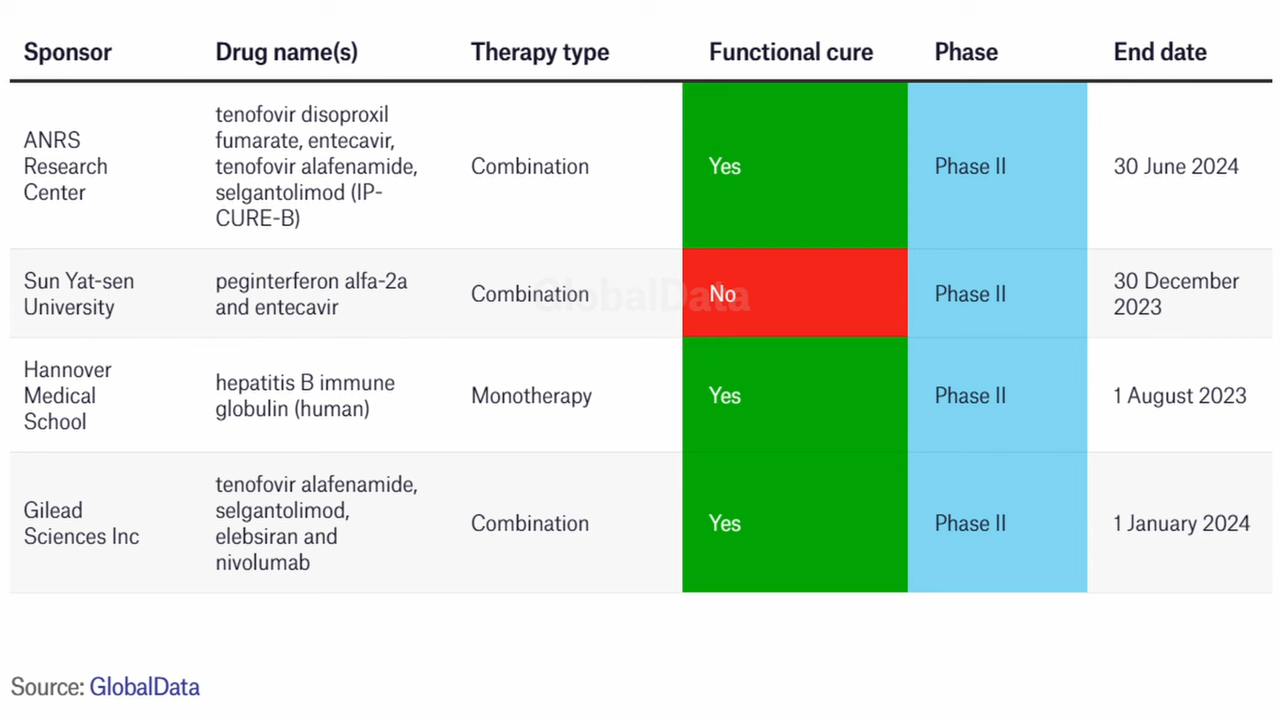 Sponsor Drug name(s) Therapy type Functional cure Phase End date
ANRS
Research
Center
tenofovir disoproxil
fumarate, entecavir,
tenofovir alafenamide,
selgantolimod (IP-
CURE-B)
Combination
Yes
Phase II
30 June 2024
Sun Yat-sen
University
peginterferon alfa-2a
and entecavir
Combination
No
Phase II
30 December
2023
GlobalData
Hannover
Medical
School
hepatitis B immune
globulin (human)
Monotherapy
Yes
Phase II
1 August 2023
Gilead
Sciences Inc
tenofovir alafenamide,
selgantolimod,
elebsiran and
nivolumab
Combination
Yes
Phase II
1 January 2024
Source: GlobalData